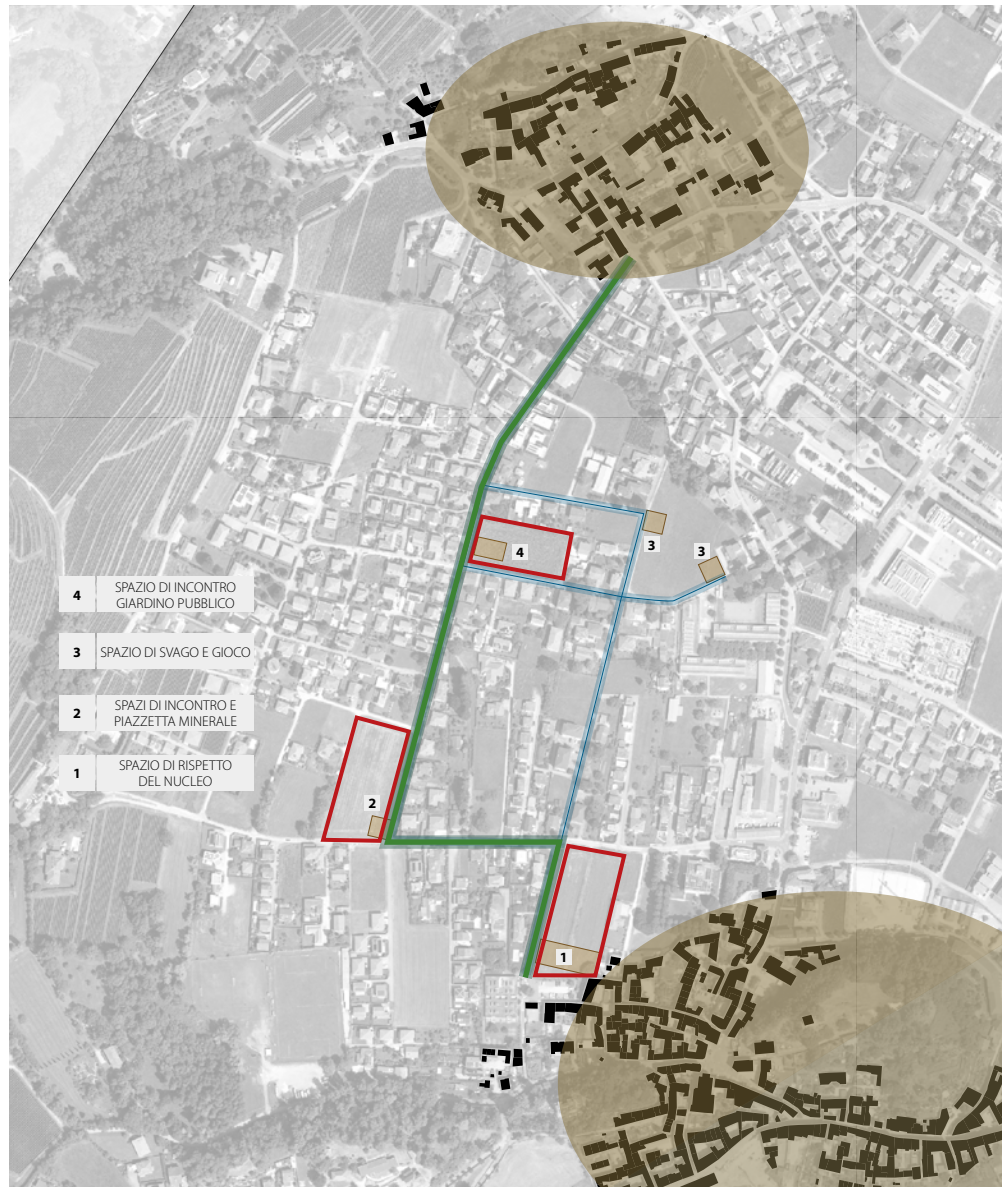 3
4
3
4 SPAZIO DI INCONTRO
GIARDINO PUBBLICO
3 SPAZIO DI SVAGO E GIOCO
2 SPAZI DI INCONTRO E
PIAZZETTA MINERALE
1 SPAZIO DI RISPETTO
DEL NUCLEO
2
1